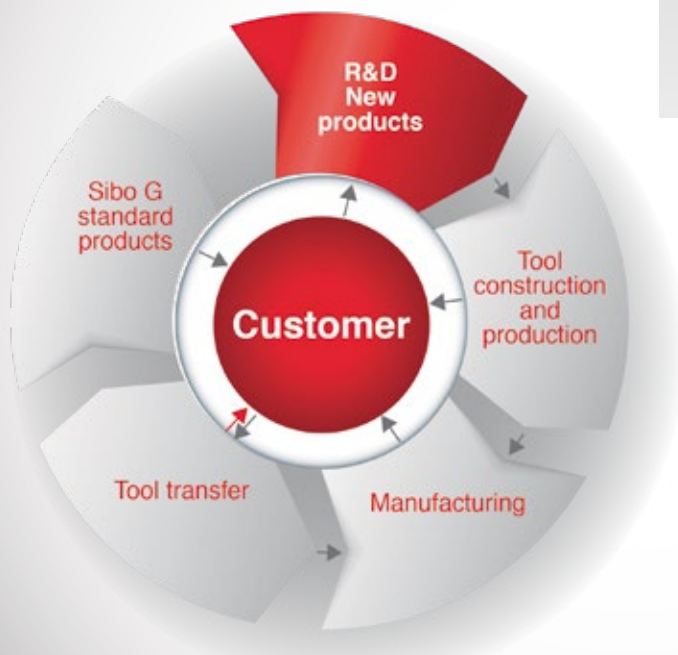 R&D
New
products
Sibo G
standard
products
Tool
construction
and
production
Customer
Tool transfer
Manufacturing